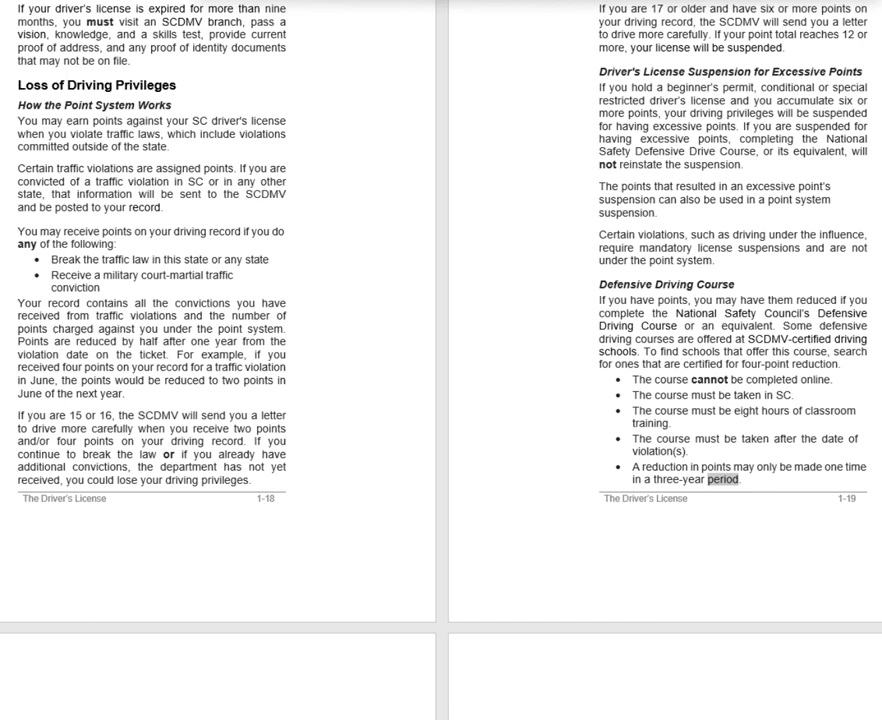 If your driver's license is expired for more than nine
months, you must visit an SCDMV branch, pass a
vision, knowledge, and a skills test, provide current
proof of address, and any proof of identity documents
that may not be on file.
Loss of Driving Privileges
How the Point System Works
You may earn points against your SC driver's license
when you violate traffic laws, which include violations
committed outside of the state.
Certain traffic violations are assigned points. If you are
convicted of a traffic violation in SC or in any other
state, that information will be sent to the SCDMV
and be posted to your record.
You may receive points on your driving record if you do
any of the following:
• Break the traffic law in this state or any state
• Receive a military court-martial traffic
conviction
Your record contains all the convictions you have
received from traffic violations and the number of
points charged against you under the point system.
Points are reduced by half after one year from the
violation date on the ticket. For example, if you
received four points on your record for a traffic violation
in June, the points would be reduced to two points in
June of the next year.
If you are 15 or 16, the SCDMV will send you a letter
to drive more carefully when you receive two points
and/or four points on your driving record. If you
continue to break the law or if you already have
additional convictions, the department has not yet
received, you could lose your driving privileges.
The Driver's License 1-18
If you are 17 or older and have six or more points on
your driving record, the SCDMV will send you a letter
to drive more carefully. If your point total reaches 12 or
more, your license will be suspended.
Driver's License Suspension for Excessive Points
If you hold a beginner's permit, conditional or special
restricted driver's license and you accumulate six or
more points, your driving privileges will be suspended
for having excessive points. If you are suspended for
having excessive points, completing the National
Safety Defensive Drive Course, or its equivalent, will
not reinstate the suspension.
The points that resulted in an excessive point's
suspension can also be used in a point system
suspension.
Certain violations, such as driving under the influence,
require mandatory license suspensions and are not
under the point system.
Defensive Driving Course
If you have points, you may have them reduced if you
complete the National Safety Council's Defensive
Driving Course or an equivalent. Some defensive
driving courses are offered at SCDMV-certified driving
schools. To find schools that offer this course, search
for ones that are certified for four-point reduction.
• The course cannot be completed online.
• The course must be taken in SC.
• The course must be eight hours of classroom
training.
• The course must be taken after the date of
violation(s).
• A reduction in points may only be made one time
in a three-year period.
The Driver's License 1-19